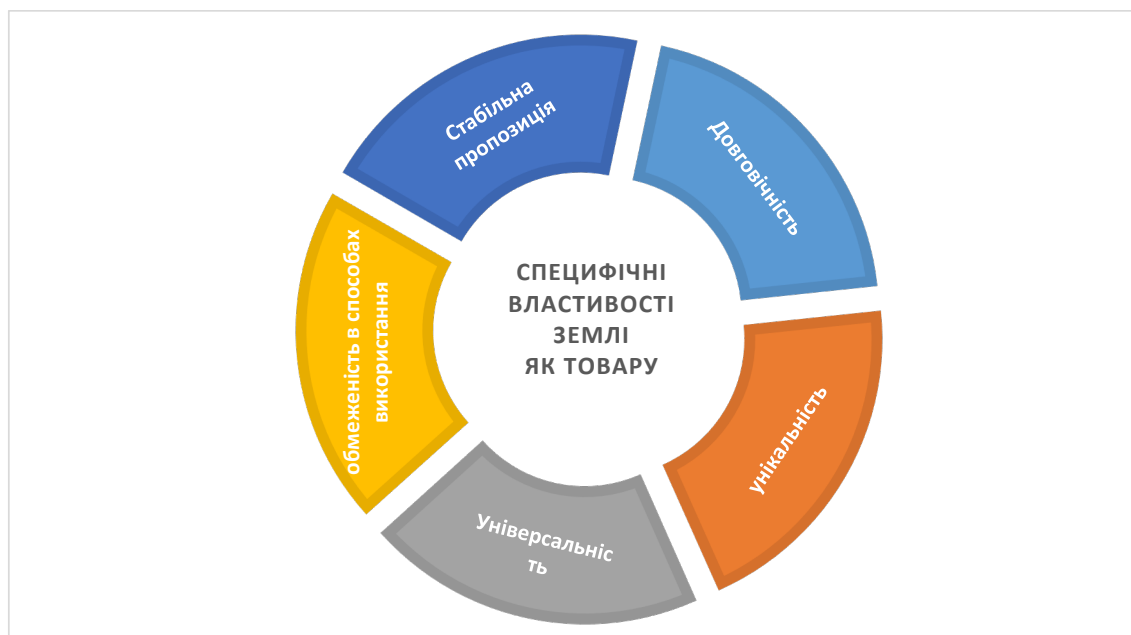 Стабільна
пропозиція
Довговічність
унікальність
Універсальніс
ть
обмеженість в способах
використання
СПЕЦИФІЧНІ
ВЛАСТИВОСТІ
ЗЕМЛІ
ЯК ТОВАРУ